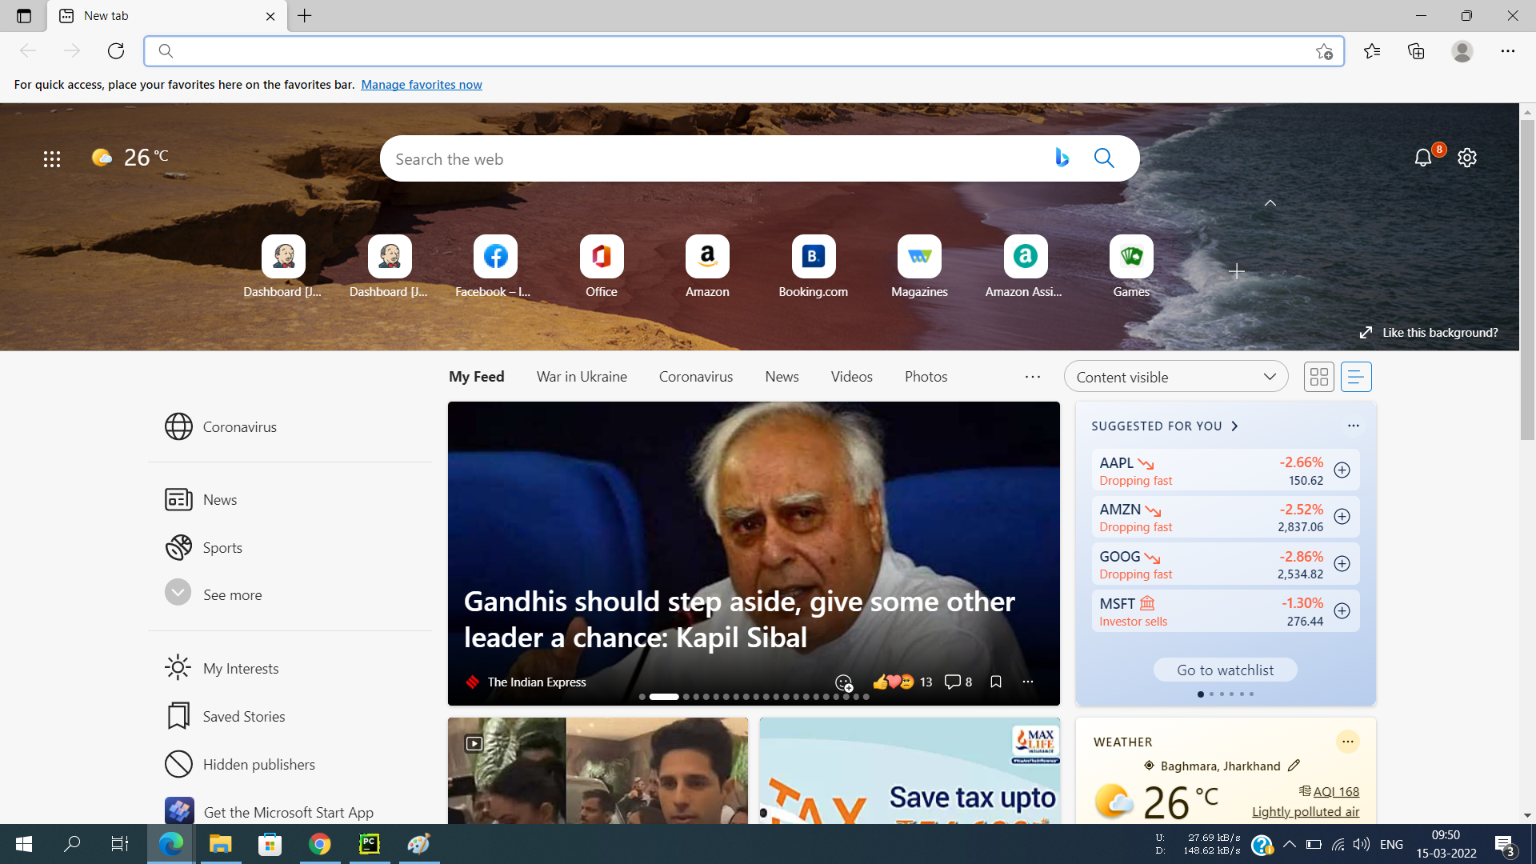 New tab
For quick access, place your favorites here on the favorites bar. Manage favorites now
26 °C
Search the web
8
Dashboard [J...
Dashboard [J...
Facebook – I...
Office
Amazon
Booking.com
Magazines
Amazon Assi...
Games
Like this background?
My Feed
War in Ukraine
Coronavirus
News
Videos
Photos
Content visible
Coronavirus
News
Sports
See more
My Interests
Saved Stories
Hidden publishers
Get the Microsoft Start App
Gandhis should step aside, give some other
leader a chance: Kapil Sibal
The Indian Express
13
8
SUGGESTED FOR YOU
AAPL
-2.66%
Dropping fast
150.62
AMZN
-2.52%
Dropping fast
2,837.06
GOOG
-2.86%
Dropping fast
2,534.82
MSFT
-1.30%
Investor sells
276.44
Go to watchlist
MAX
LIFE
INSURANCE
Save tax upto
TAX
WEATHER
Baghmara, Jharkhand
26 °C
AQI 168
Lightly polluted air
U: 27.69 kB/s
D: 148.62 kB/s
ENG
09:50
15-03-2022
3